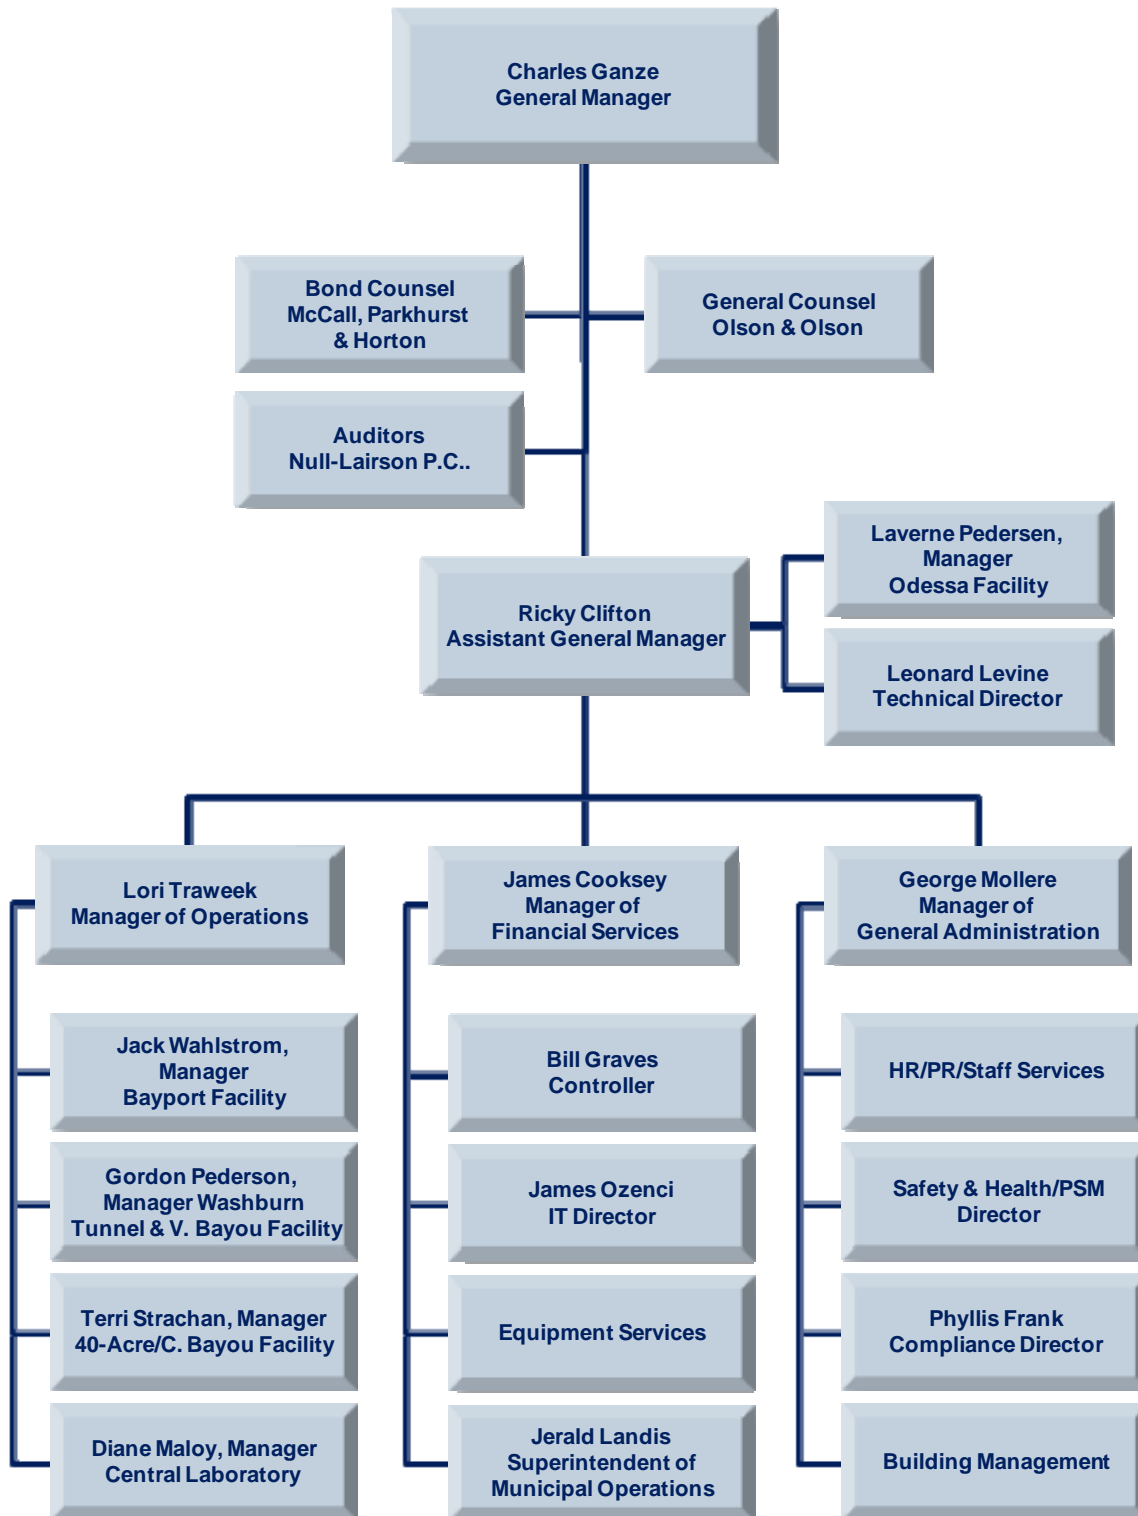 Charles Ganze
General Manager
Bond Counsel
McCall, Parkhurst
& Horton
General Counsel
Olson & Olson
Auditors
Null-Lairson P.C..
Laverne Pedersen,
Manager
Odessa Facility
Ricky Clifton
Assistant General Manager
Leonard Levine
Technical Director
Lori Traweek
Manager of Operations
James Cooksey
Manager of
Financial Services
George Mollere
Manager of
General Administration
Jack Wahlstrom,
Manager
Bayport Facility
Bill Graves
Controller
HR/PR/Staff Services
Gordon Pederson,
Manager Washburn
Tunnel & V. Bayou Facility
James Ozenci
IT Director
Safety & Health/PSM
Director
Terri Strachan, Manager
40-Acre/C. Bayou Facility
Equipment Services
Phyllis Frank
Compliance Director
Diane Maloy, Manager
Central Laboratory
Jerald Landis
Superintendent of
Municipal Operations
Building Management